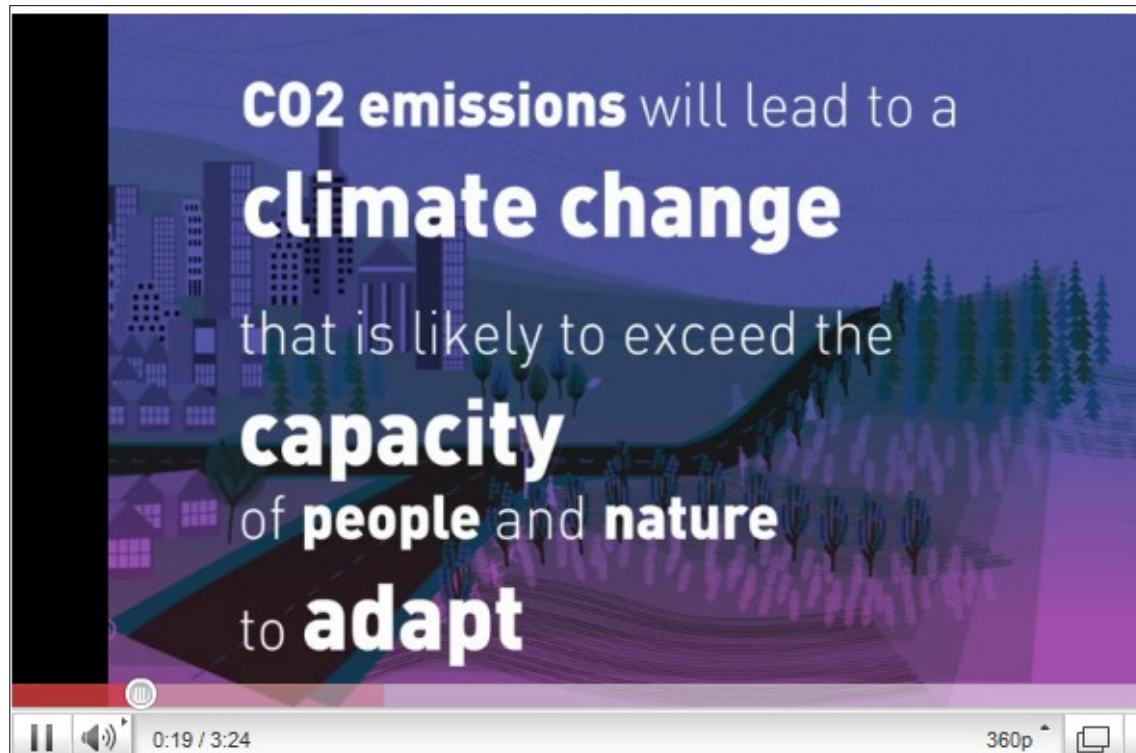 CO2 emissions will lead to a
climate change
that is likely to exceed the
capacity
of people and nature
to adapt
0:19 / 3:24
360p